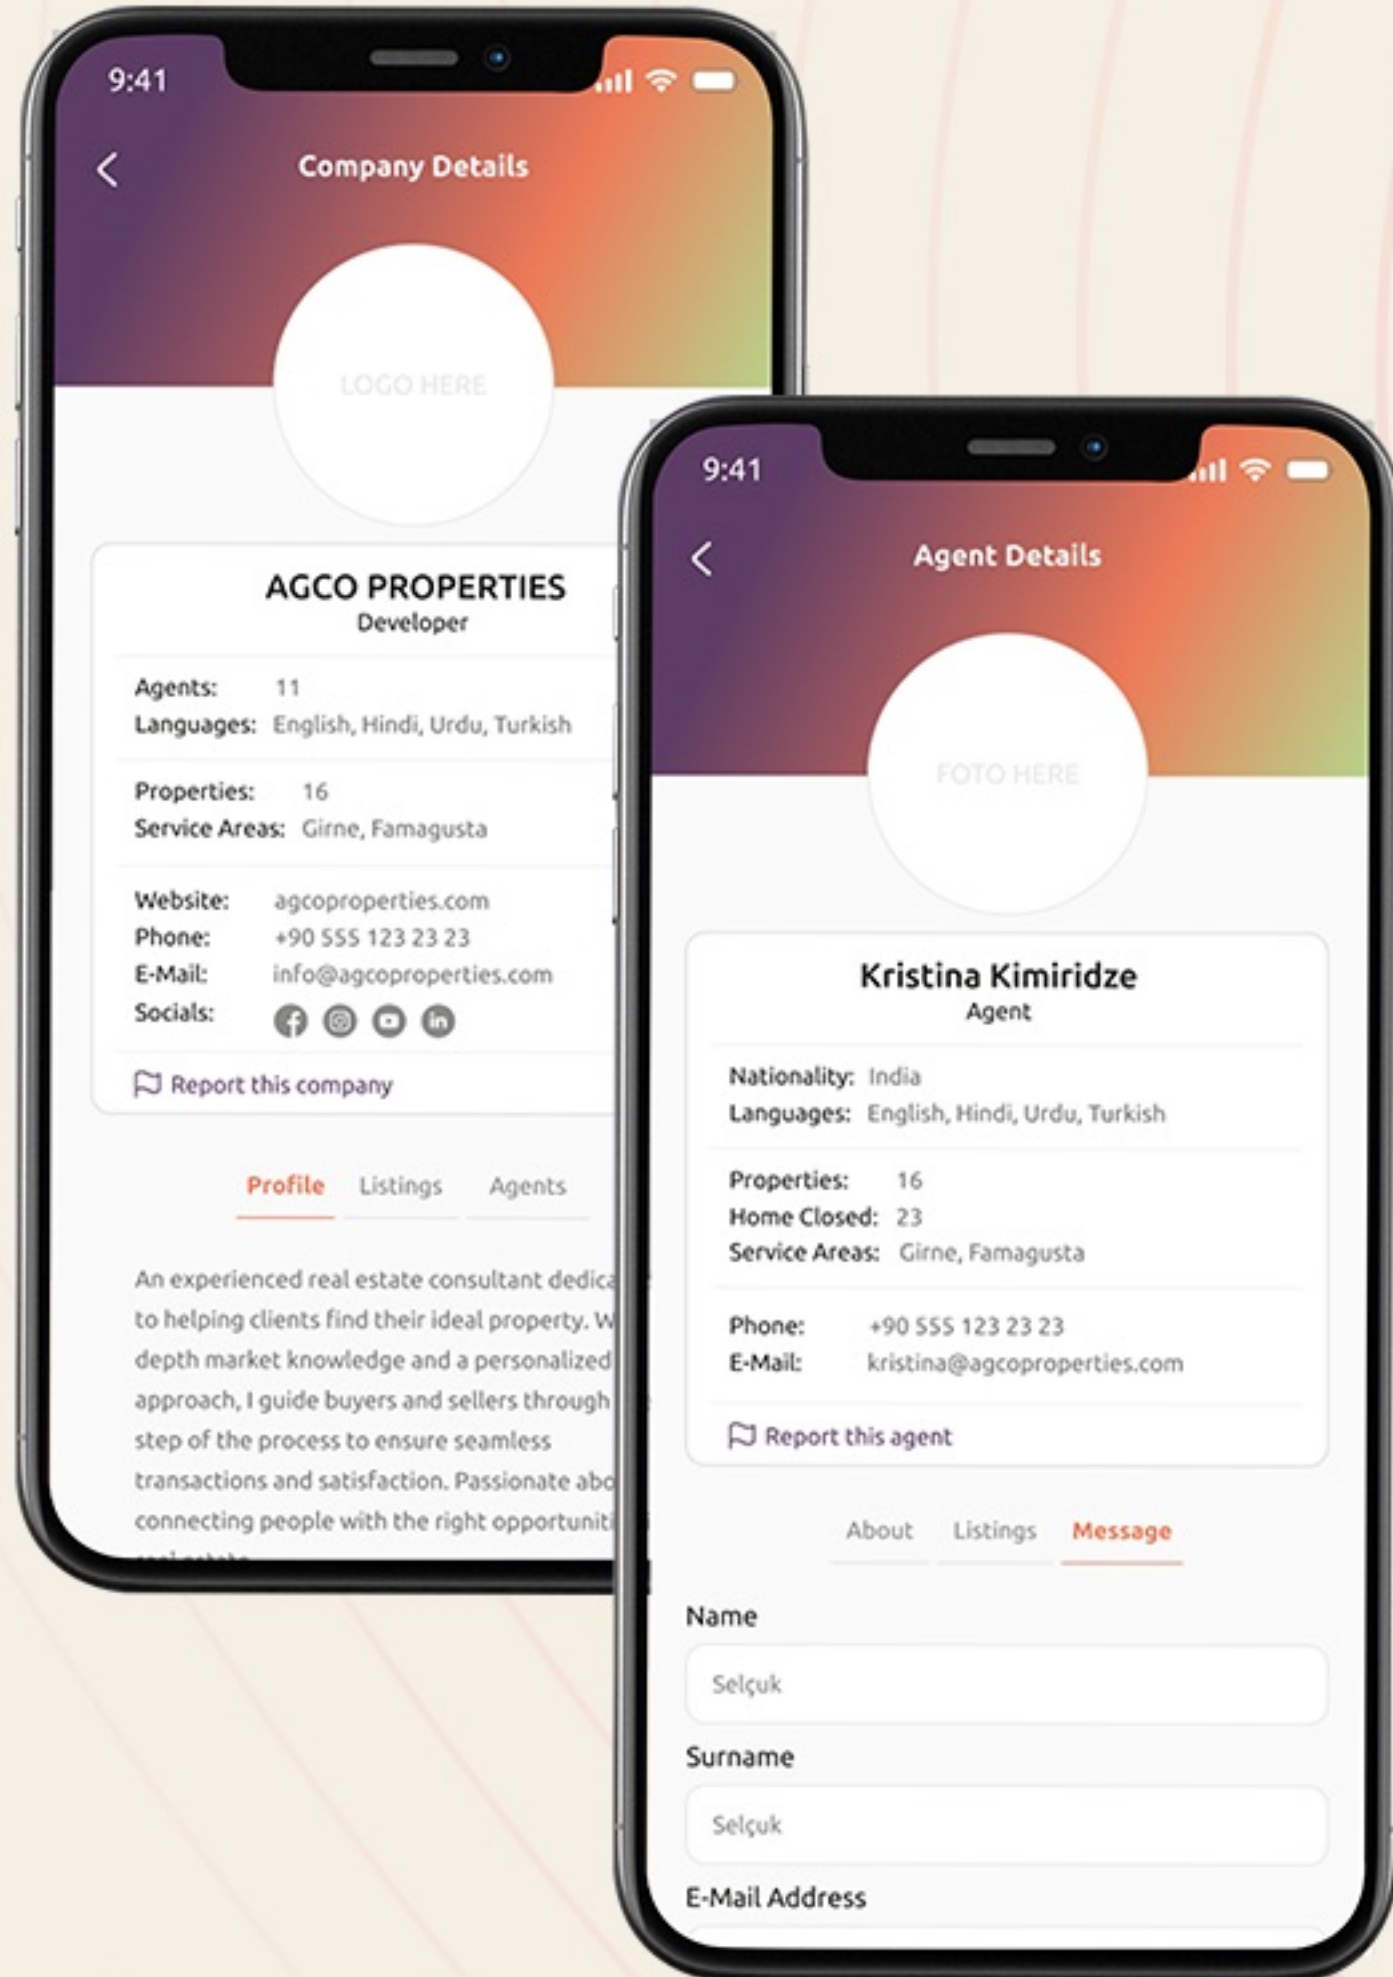 9:41
Company Details
LOGO HERE
AGCO PROPERTIES
Developer
Agents: 11
Languages: English, Hindi, Urdu, Turkish
Properties: 16
Service Areas: Girne, Famagusta
Website: agcoproperties.com
Phone: +90 555 123 23 23
E-Mail: info@agcoproperties.com
Socials:
Report this company
Profile Listings Agents
An experienced real estate consultant
to helping clients find their ideal property.
depth market knowledge and a personalized
approach, I guide buyers and sellers through
step of the process to ensure seamless
transactions and satisfaction. Passionate
connecting people with the right
9:41
Agent Details
FOTO HERE
Kristina Kimiridze
Agent
Nationality: India
Languages: English, Hindi, Urdu, Turkish
Properties: 16
Home Closed: 23
Service Areas: Girne, Famagusta
Phone: +90 555 123 23 23
E-Mail: kristina@agcoproperties.com
Report this agent
About Listings Message
Name
Selçuk
Surname
Selçuk
E-Mail Address